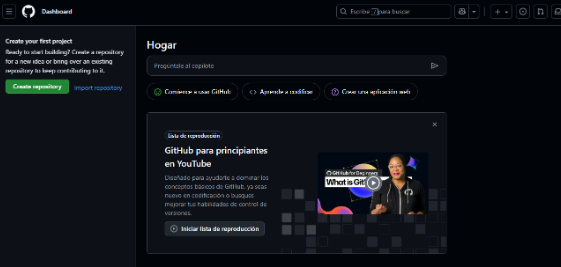 Dashboard
Escribe / para buscar
Create your first project
Ready to start building? Create a repository
for a new idea or bring over an existing
repository to keep contributing to it.
Create repository
Import repository
Hogar
Pregúntele al copiloto
Comience a usar GitHub
Aprende a codificar
Crear una aplicación web
Lista de reproducción
GitHub para principiantes
en YouTube
Diseñado para ayudarte a dominar los
conceptos básicos de GitHub, ya seas
nuevo en codificación o busques
mejorar tus habilidades de control de
versiones.
Iniciar lista de reproducción
GitHub for Beginners
What is Git